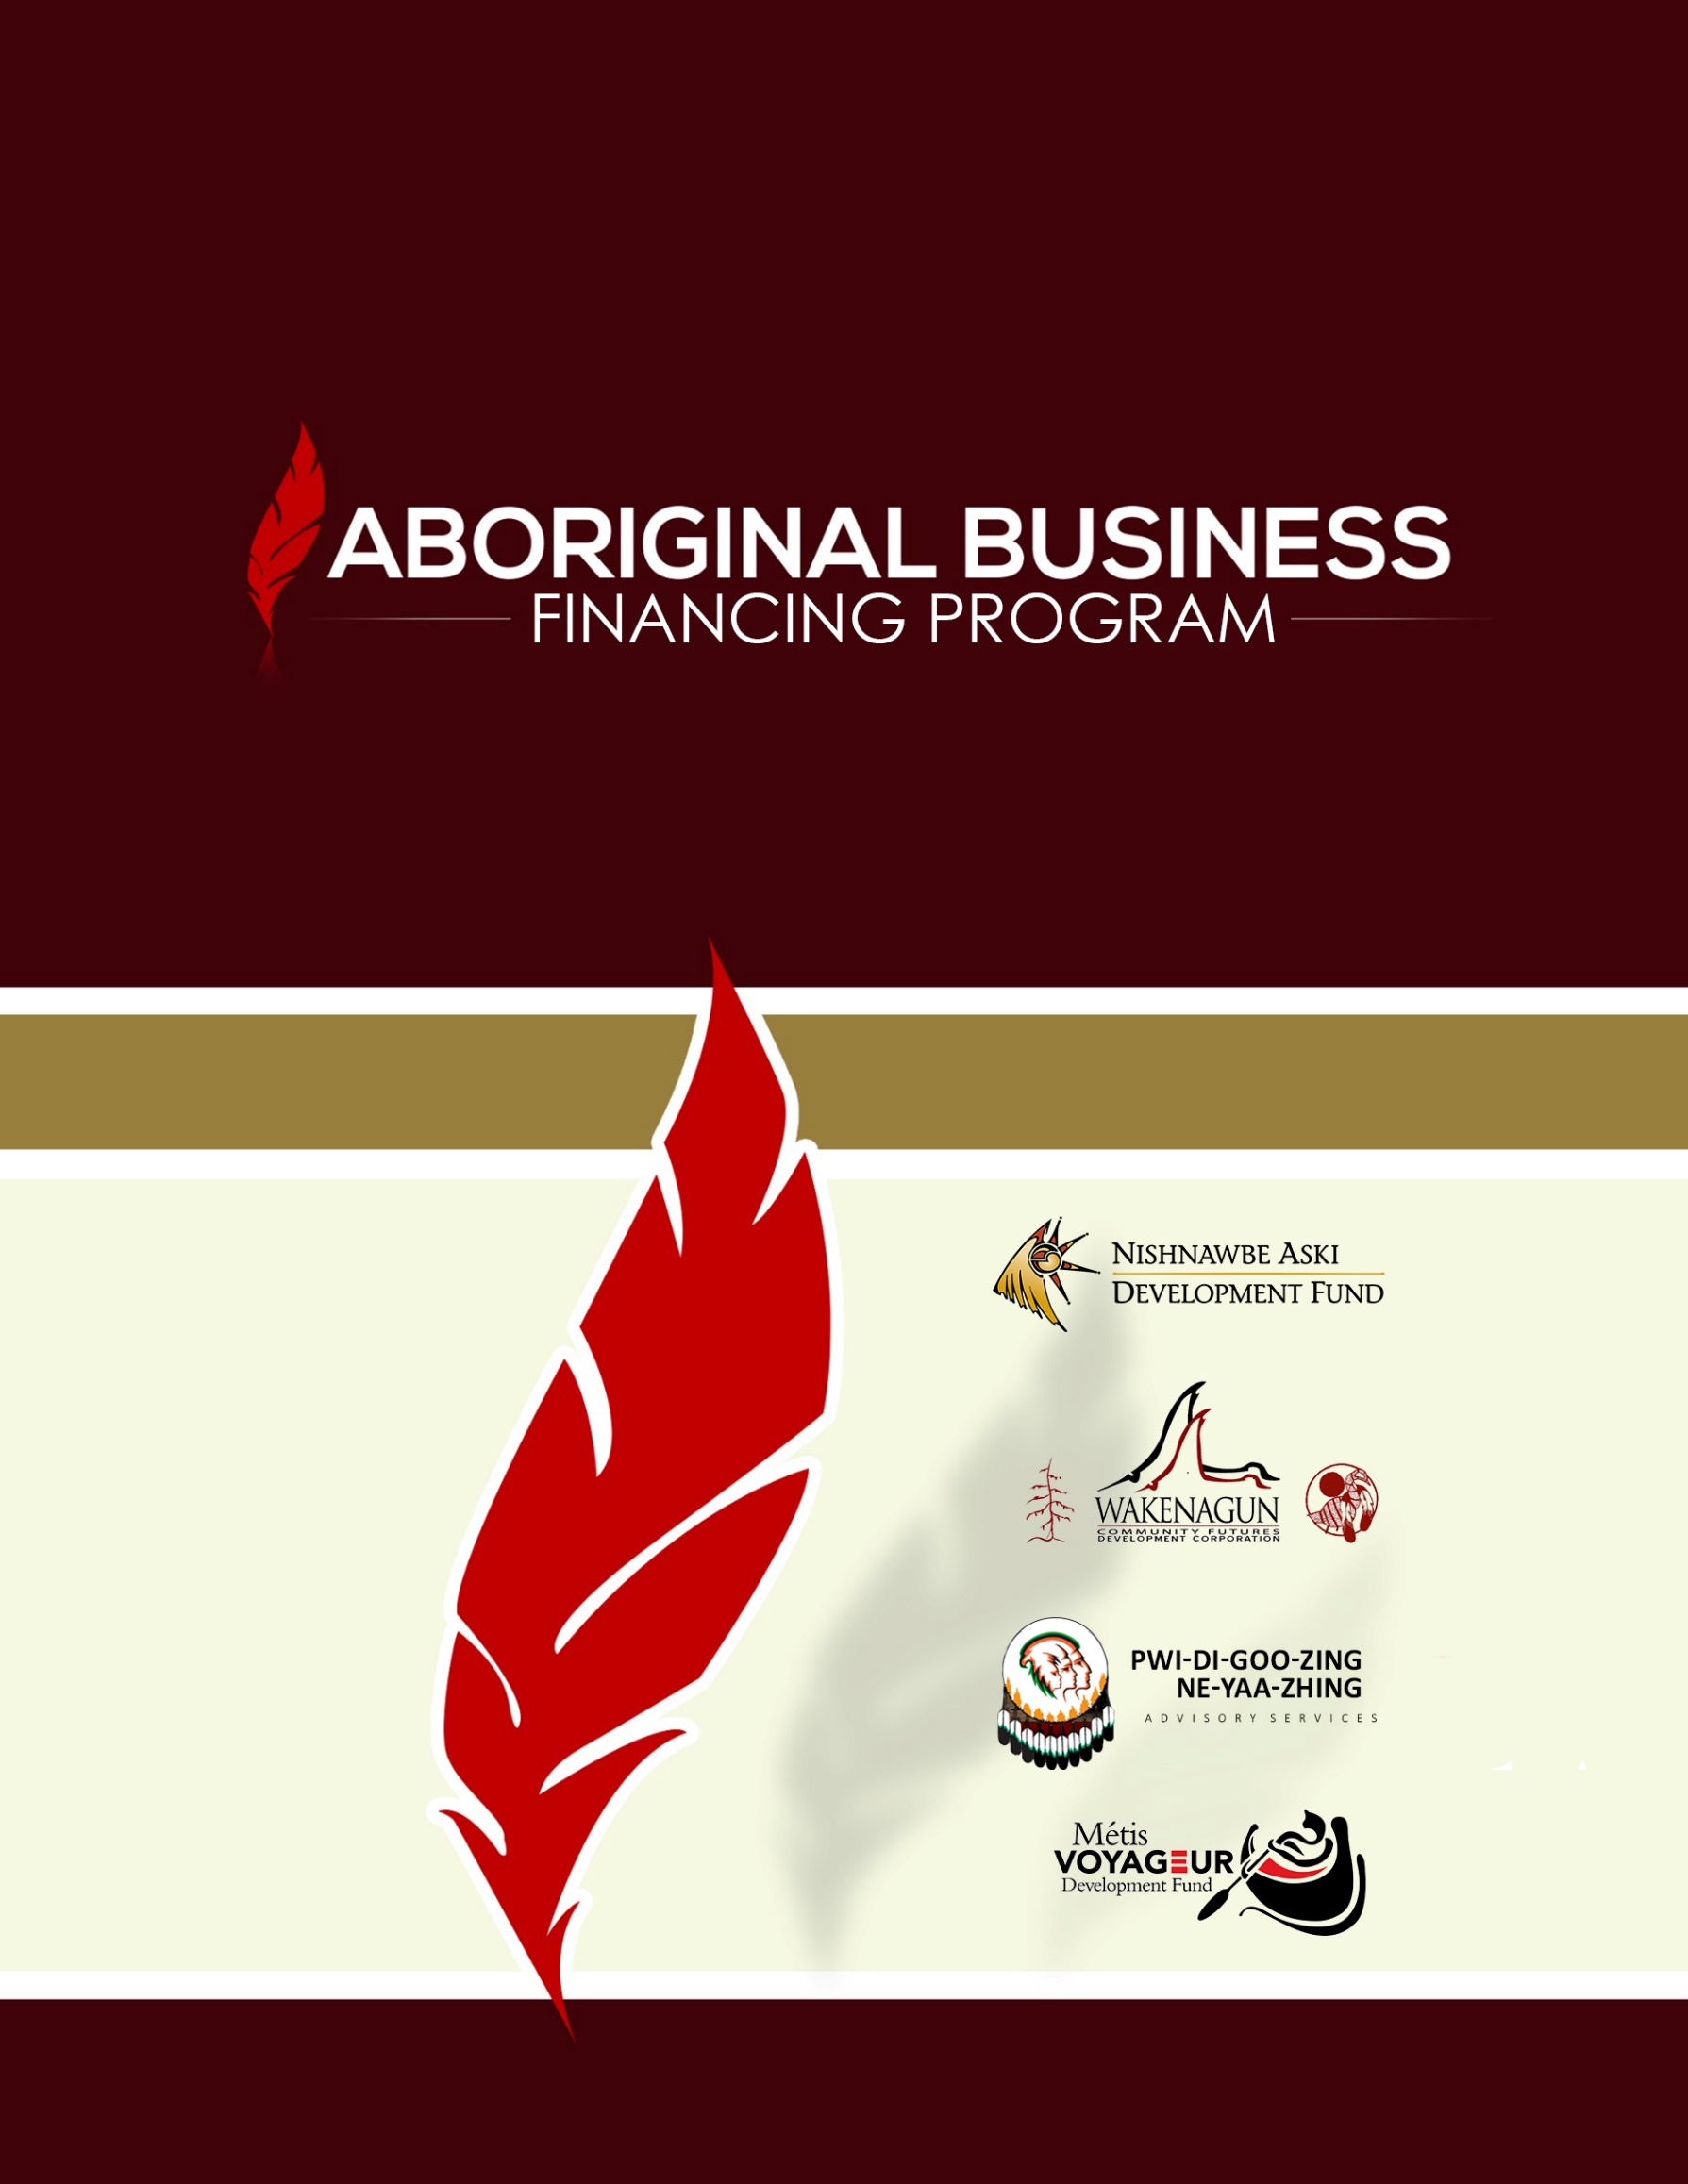 ABORIGINAL BUSINESS
FINANCING PROGRAM
NISHNAWBE ASKI
DEVELOPMENT FUND
WAKENAGUN
COMMUNITY FUTURES
DEVELOPMENT CORPORATION
PWI-DI-GOO-ZING
NE-YAA-ZHING
ADVISORY SERVICES
Métis
VOYAGEUR
Development Fund